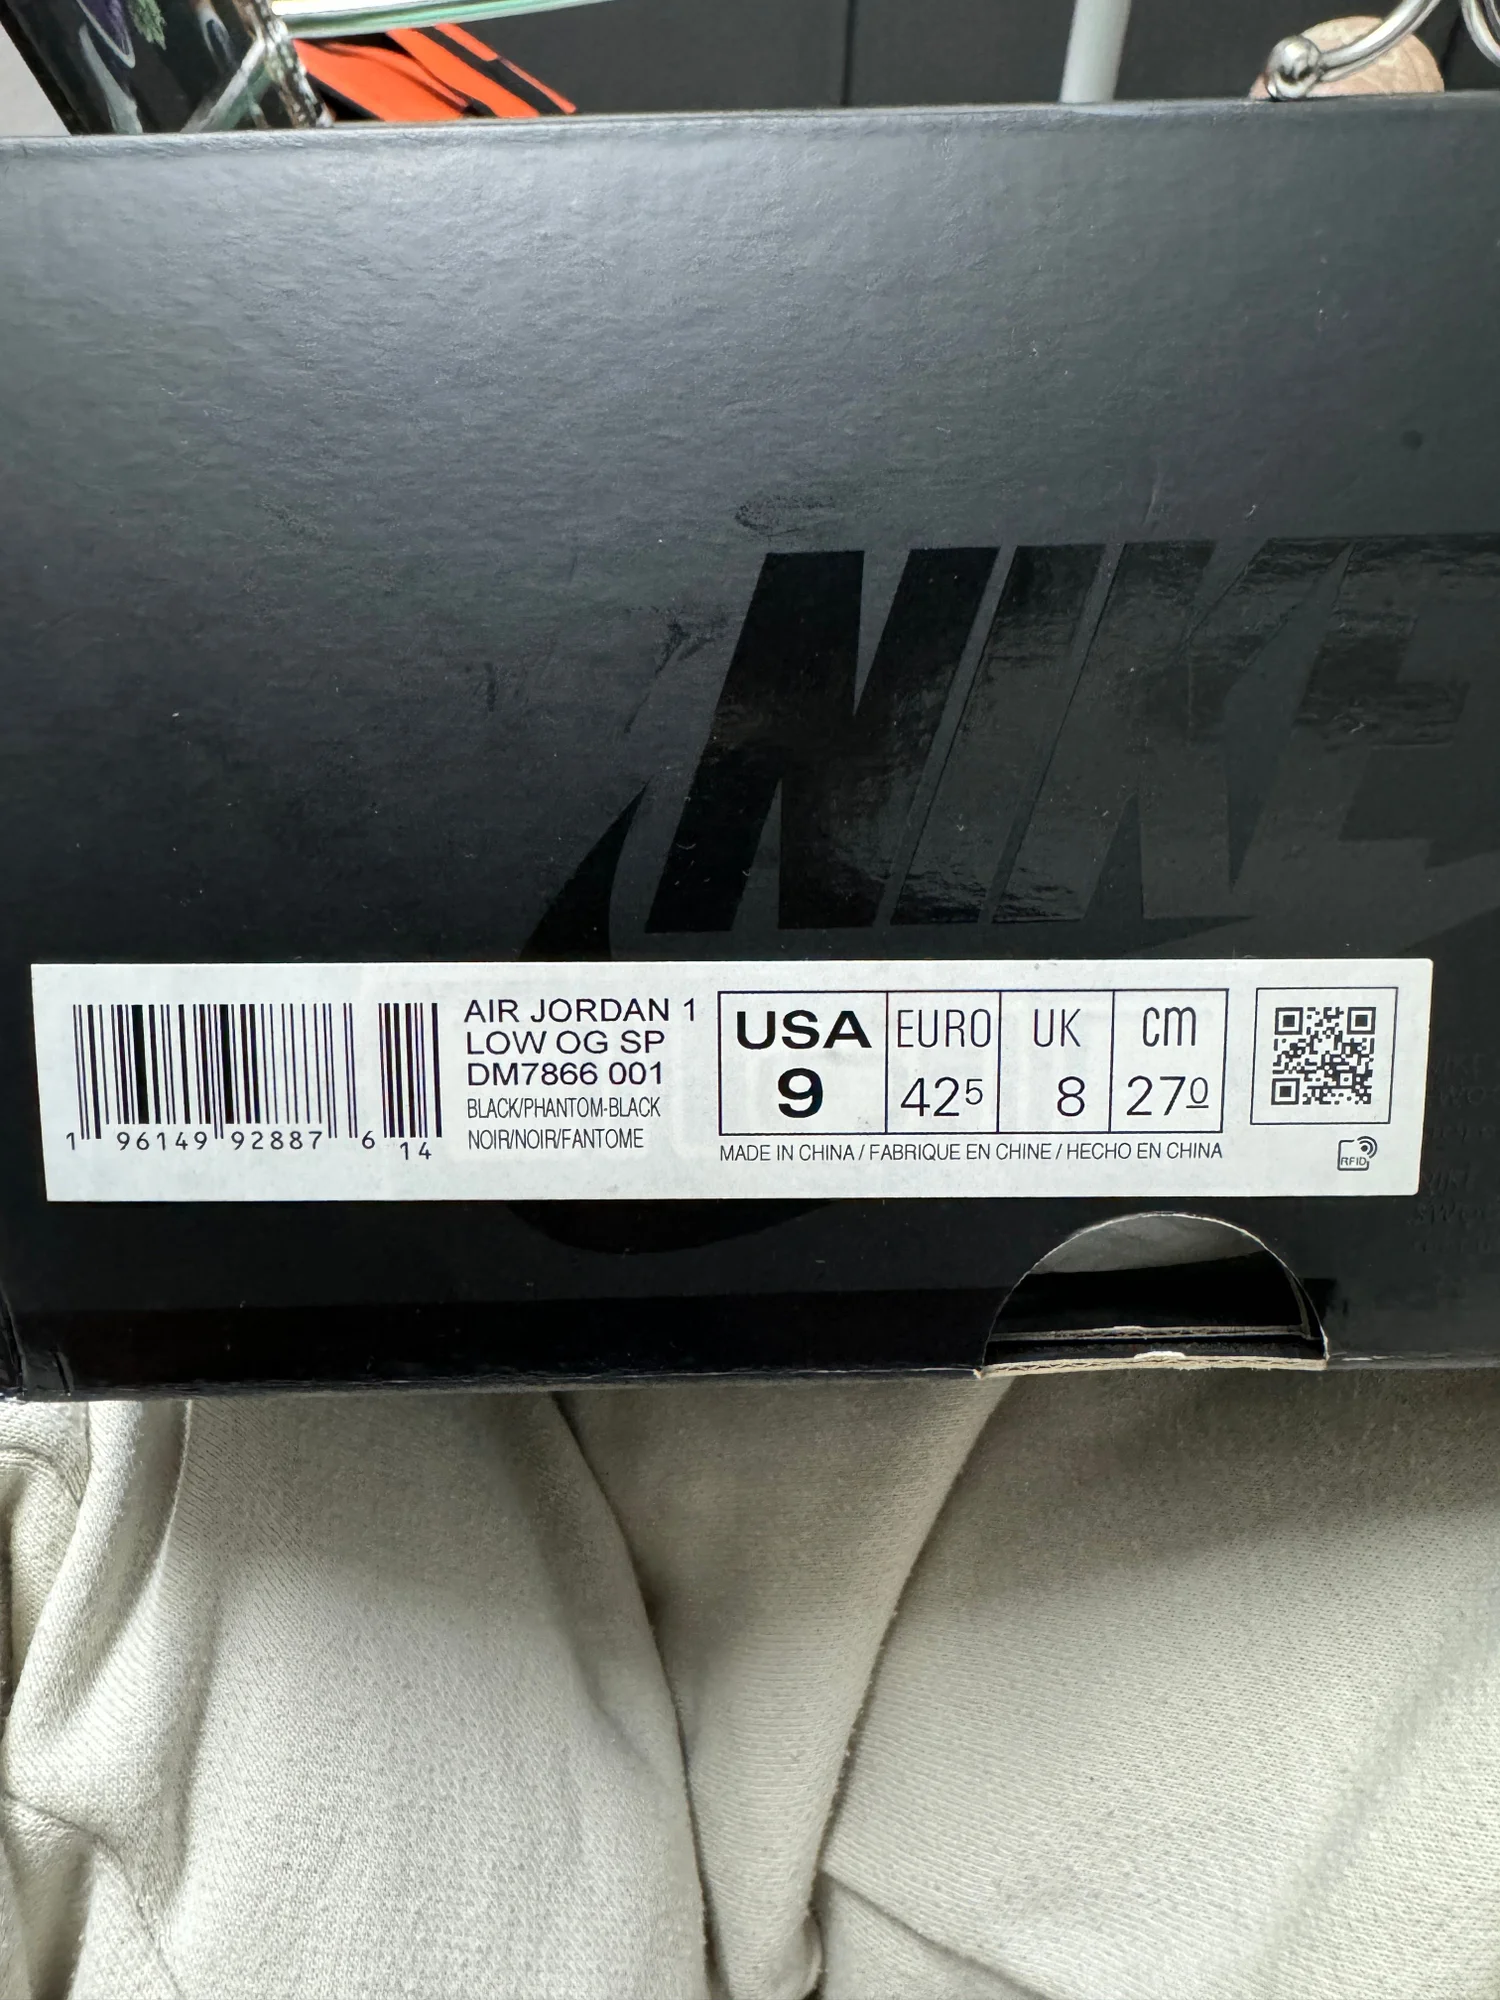 NIKE
AIR JORDAN 1
LOW OG SP
DM7866 001
BLACK/PHANTOM-BLACK
NOIR/NOIR/FANTOME
1 96149 92887 6 14
USA EURO UK cm
9 425 8 270
MADE IN CHINA / FABRIQUE EN CHINE / HECHO EN CHINA
RFID